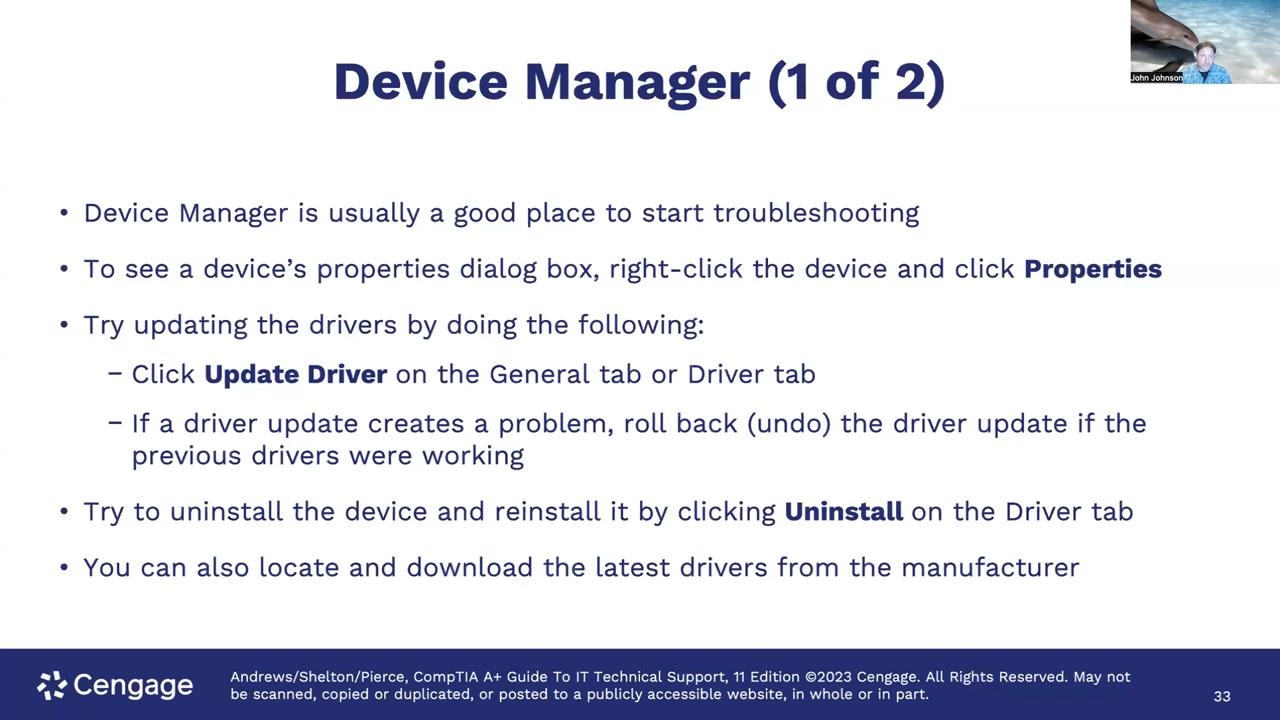 Device Manager (1 of 2)
John Johnson
• Device Manager is usually a good place to start troubleshooting
• To see a device’s properties dialog box, right-click the device and click Properties
• Try updating the drivers by doing the following:
− Click Update Driver on the General tab or Driver tab
− If a driver update creates a problem, roll back (undo) the driver update if the
previous drivers were working
• Try to uninstall the device and reinstall it by clicking Uninstall on the Driver tab
• You can also locate and download the latest drivers from the manufacturer
Cengage
Andrews/Shelton/Pierce, CompTIA A+ Guide To IT Technical Support, 11 Edition ©2023 Cengage. All Rights Reserved. May not
be scanned, copied or duplicated, or posted to a publicly accessible website, in whole or in part.
33